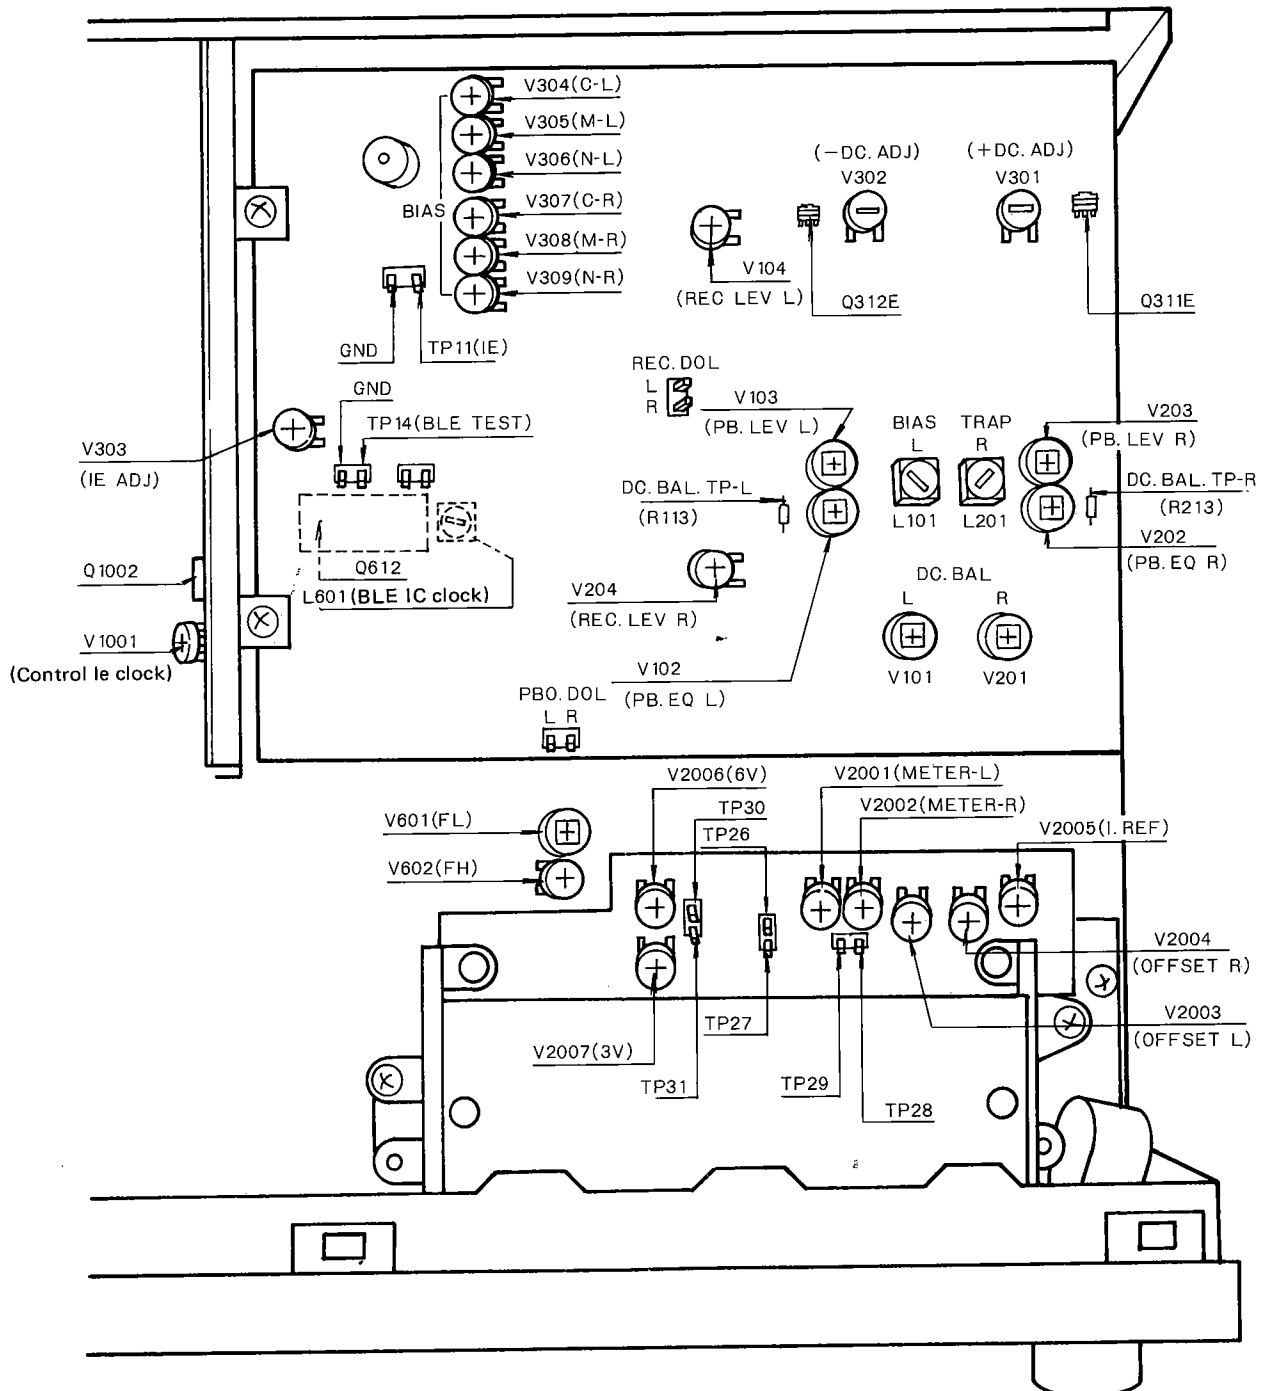 V304(C-L)
V305(M-L)
V306(N-L)
BIAS
V307(C-R)
V308(M-R)
V309(N-R)
(−DC. ADJ)
V302
(+DC. ADJ)
V301
V104
(REC LEV L)
Q312E
Q311E
GND
TP11(IE)
GND
TP14(BLE TEST)
REC. DOL
L
R
V103
(PB. LEV L)
BIAS
L
TRAP
R
V203
(PB. LEV R)
V303
(IE ADJ)
DC. BAL. TP-L
(R113)
L101
L201
DC. BAL. TP-R
(R213)
V202
(PB. EQ R)
Q1002
Q612
L601(BLE IC clock)
V204
(REC. LEV R)
DC. BAL
L
R
V101
V201
V1001
(Control Ie clock)
V102
(PB. EQ L)
PBO. DOL
L R
V2006(6V)
TP30
TP26
V2001(METER-L)
V2002(METER-R)
V2005(I. REF)
V601(FL)
V602(FH)
V2004
(OFFSET R)
V2003
(OFFSET L)
TP27
V2007(3V)
TP31
TP29
TP28